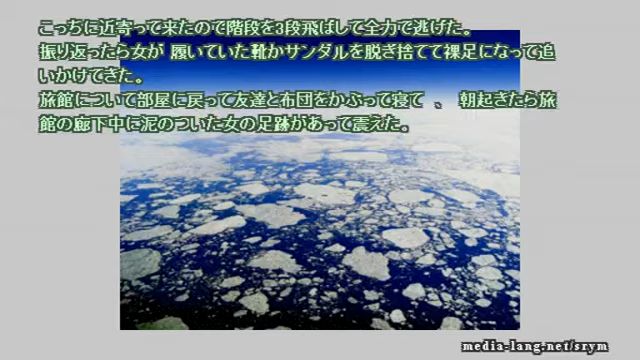 こっちに近寄って来たので階段を3段飛ばして全力で逃げた。
振り返ったら女が 履いていた靴かサンダルを脱ぎ捨てて裸足になって追
いかけてきた。
旅館について部屋に戻って友達と布団をかぶって寝て 、 朝起きたら旅
館の廊下中に泥のついた女の足跡があって震えた。
media-lang-net/srym